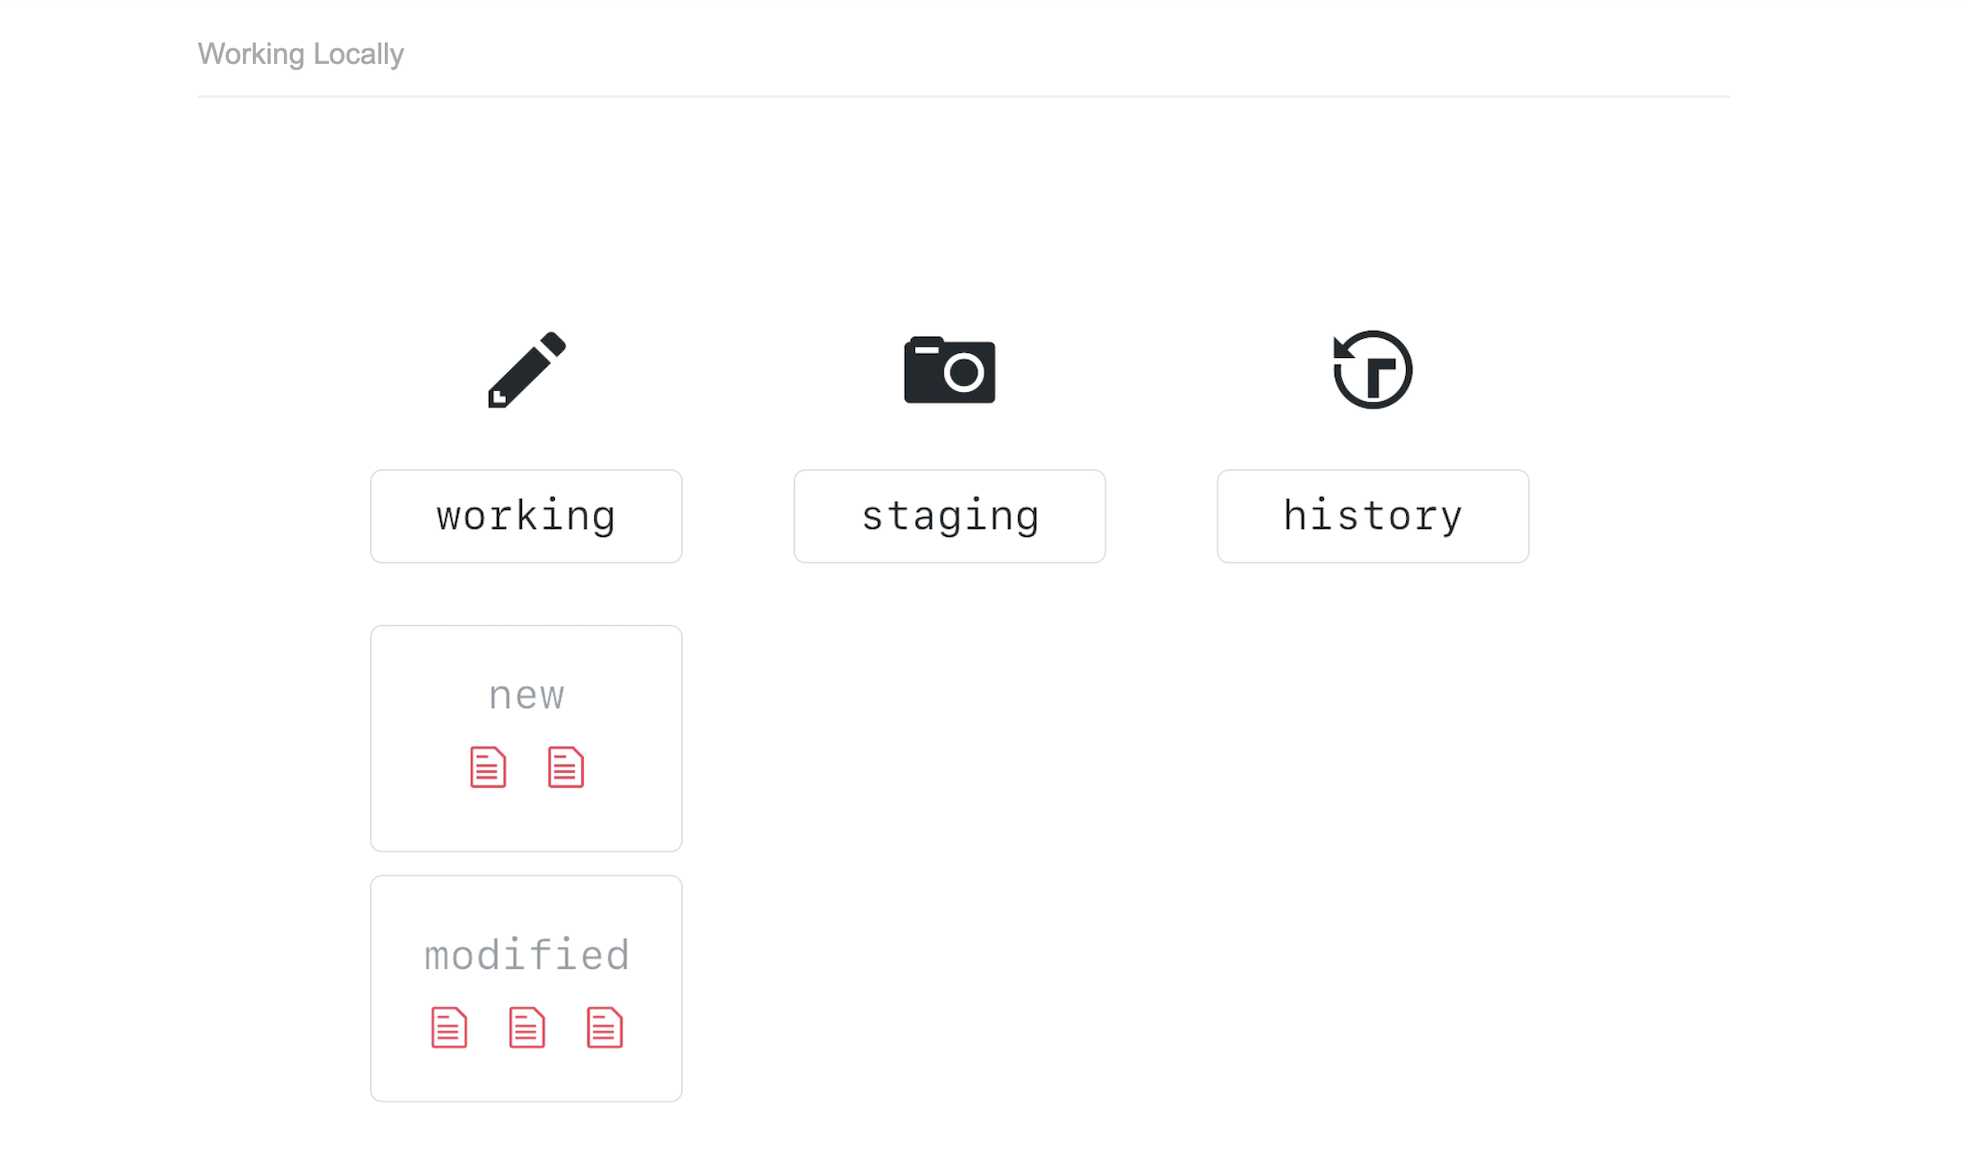 Working Locally
working
staging
history
new
modified